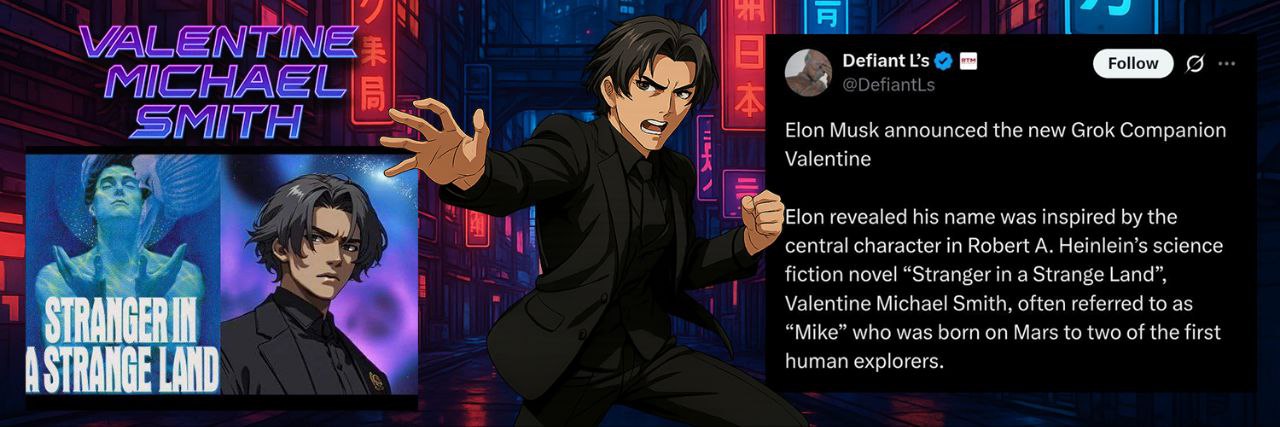 VALENTINE
MICHAEL
SMITH
STRANGER IN
A STRANGE LAND
日本
Defiant L's
BTM
@DefiantLs
Follow
Elon Musk announced the new Grok Companion
Valentine
Elon revealed his name was inspired by the
central character in Robert A. Heinlein's science
fiction novel “Stranger in a Strange Land”,
Valentine Michael Smith, often referred to as
“Mike” who was born on Mars to two of the first
human explorers.